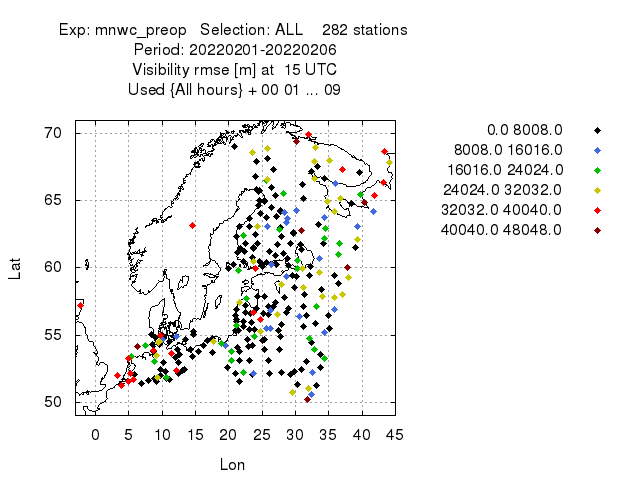 Exp: mnwc_preop Selection: ALL 282 stations
Period: 20220201-20220206
Visibility rmse [m] at 15 UTC
Used {All hours} + 00 01 ... 09
70
65
60
55
50
Lat
0 5 10 15 20 25 30 35 40 45
Lon
0.0 8008.0
8008.0 16016.0
16016.0 24024.0
24024.0 32032.0
32032.0 40040.0
40040.0 48048.0